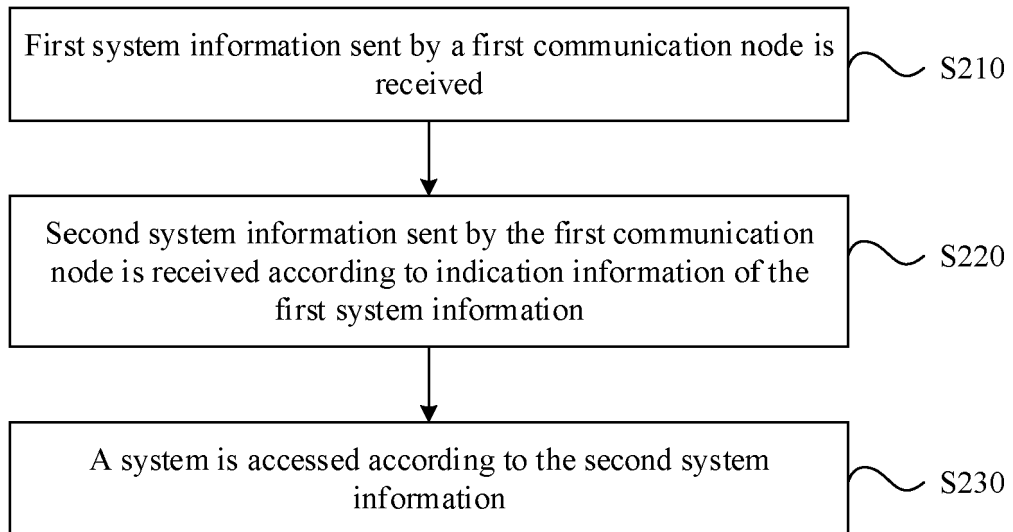 First system information sent by a first communication node is
received
S210
Second system information sent by the first communication
node is received according to indication information of the
first system information
S220
A system is accessed according to the second system
information
S230